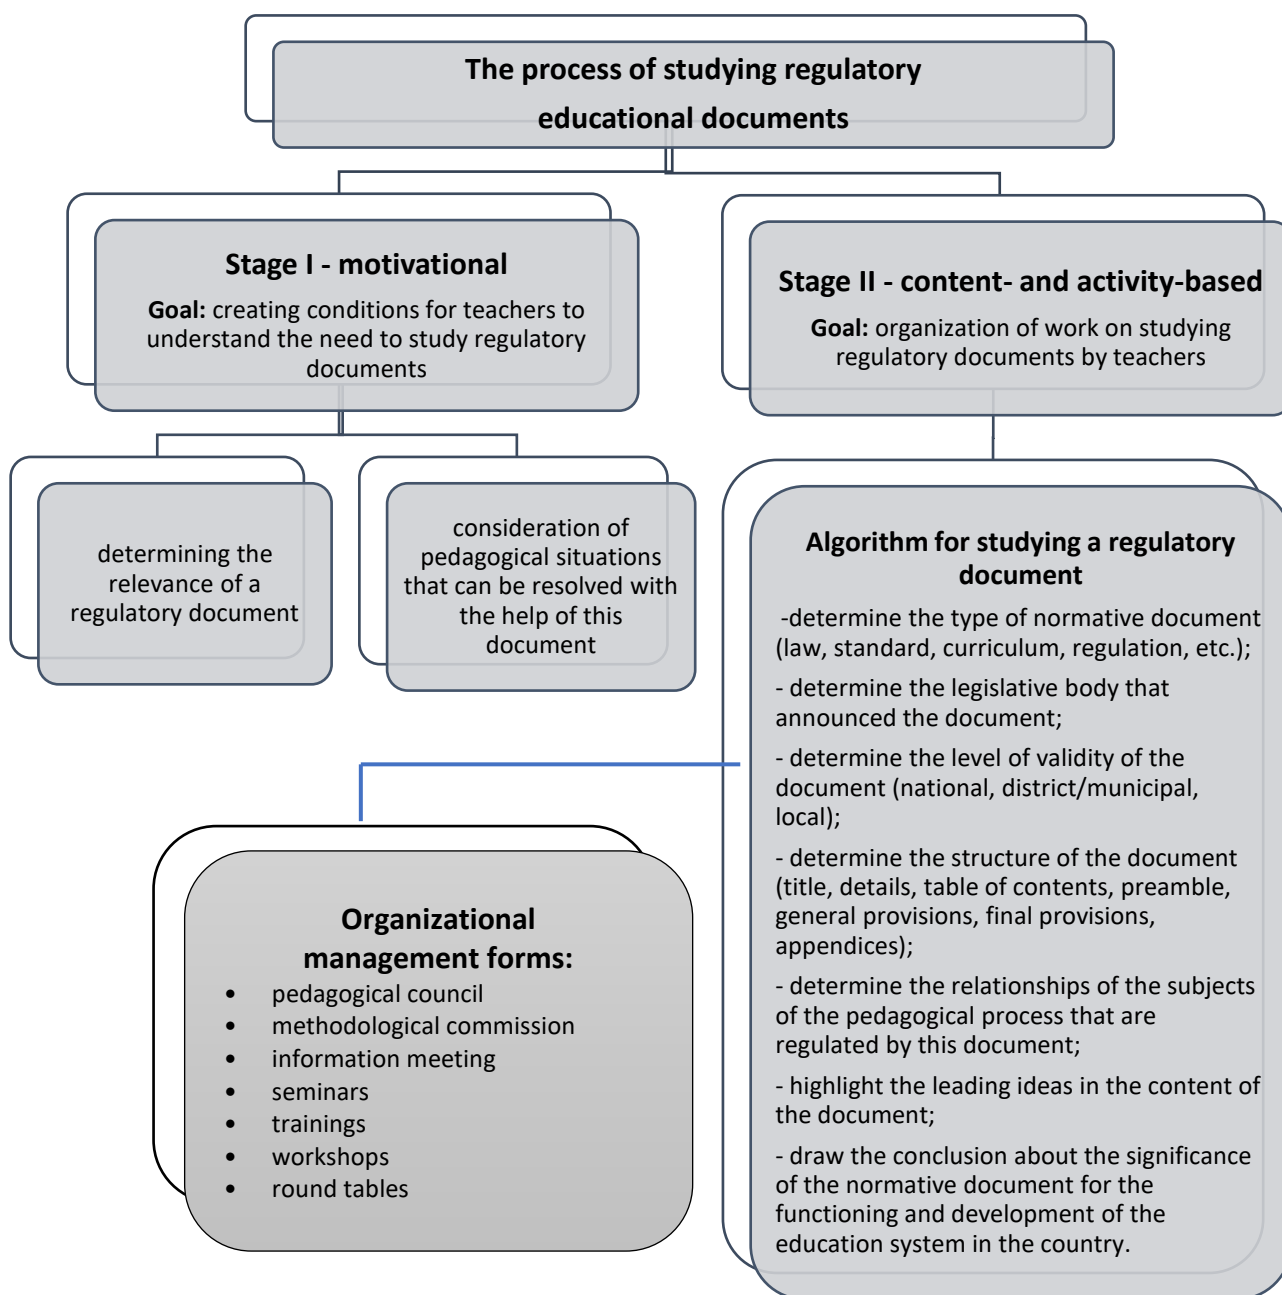 The process of studying regulatory
educational documents
Stage I - motivational
Goal: creating conditions for teachers to
understand the need to study regulatory
documents
Stage II - content- and activity-based
Goal: organization of work on studying
regulatory documents by teachers
determining the
relevance of a
regulatory document
consideration of
pedagogical situations
that can be resolved with
the help of this
document
Algorithm for studying a regulatory
document
-determine the type of normative document
(law, standard, curriculum, regulation, etc.);
- determine the legislative body that
announced the document;
- determine the level of validity of the
document (national, district/municipal,
local);
- determine the structure of the document
(title, details, table of contents, preamble,
general provisions, final provisions,
appendices);
- determine the relationships of the subjects
of the pedagogical process that are
regulated by this document;
- highlight the leading ideas in the content of
the document;
- draw the conclusion about the significance
of the normative document for the
functioning and development of the
education system in the country.
Organizational
management forms:
• pedagogical council
• methodological commission
• information meeting
• seminars
• trainings
• workshops
• round tables